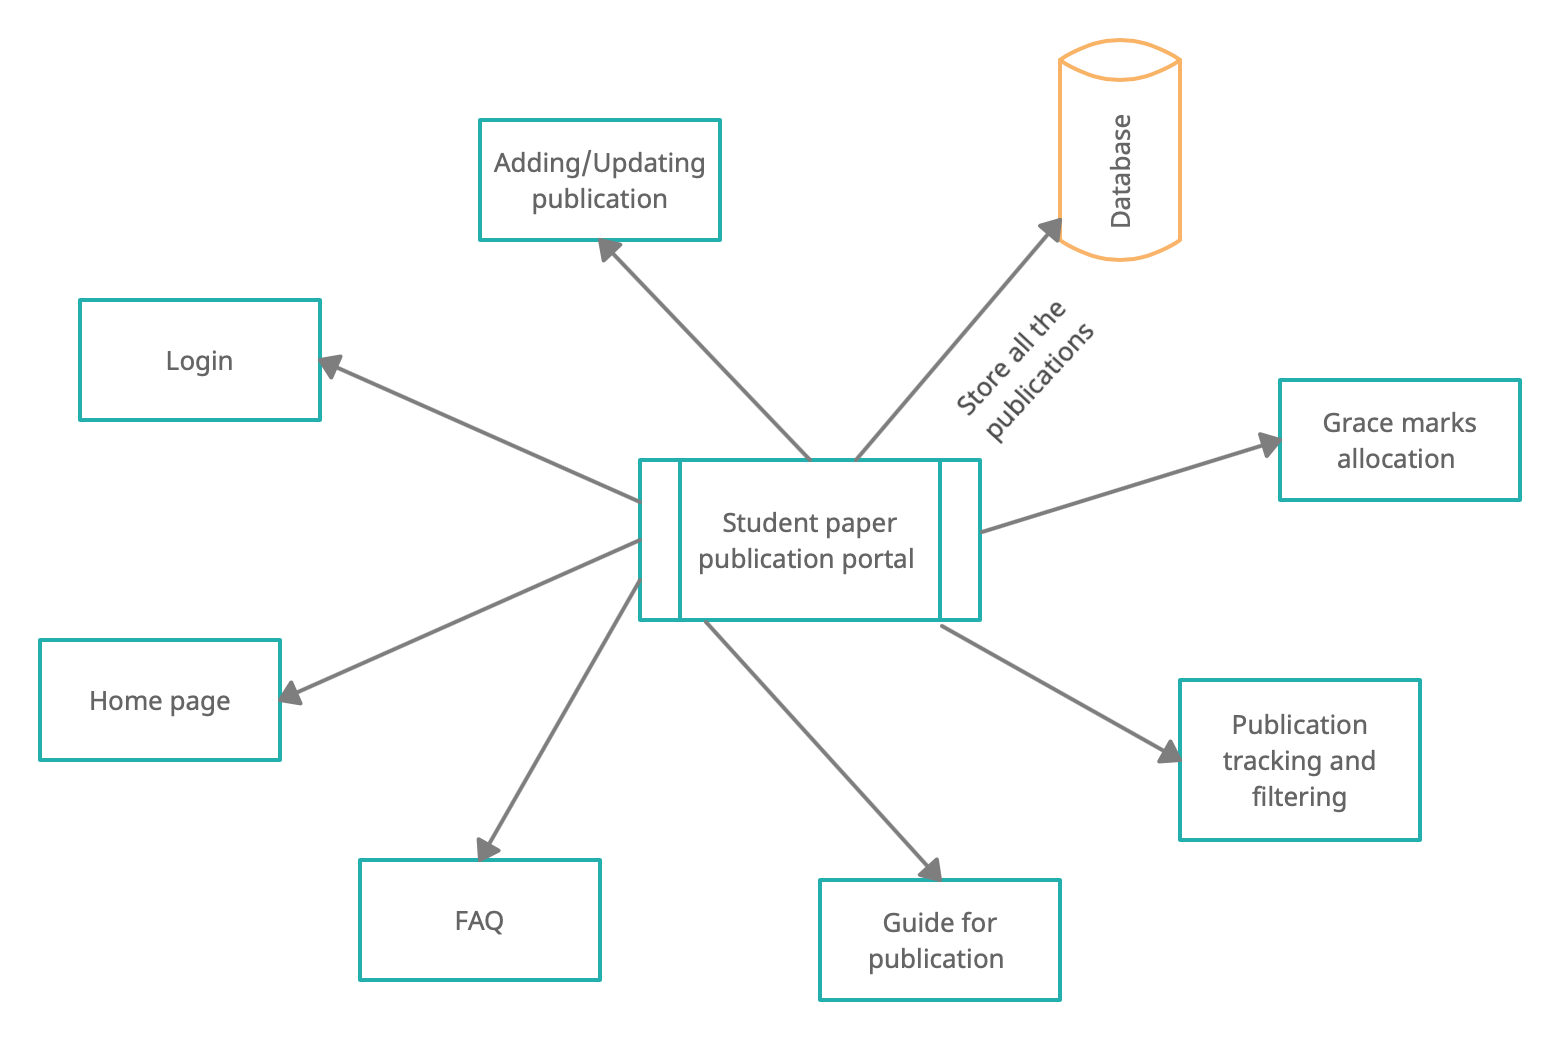 Database
Adding/Updating
publication
Store all the
publications
Login
Grace marks
allocation
Student paper
publication portal
Home page
Publication
tracking and
filtering
FAQ
Guide for
publication